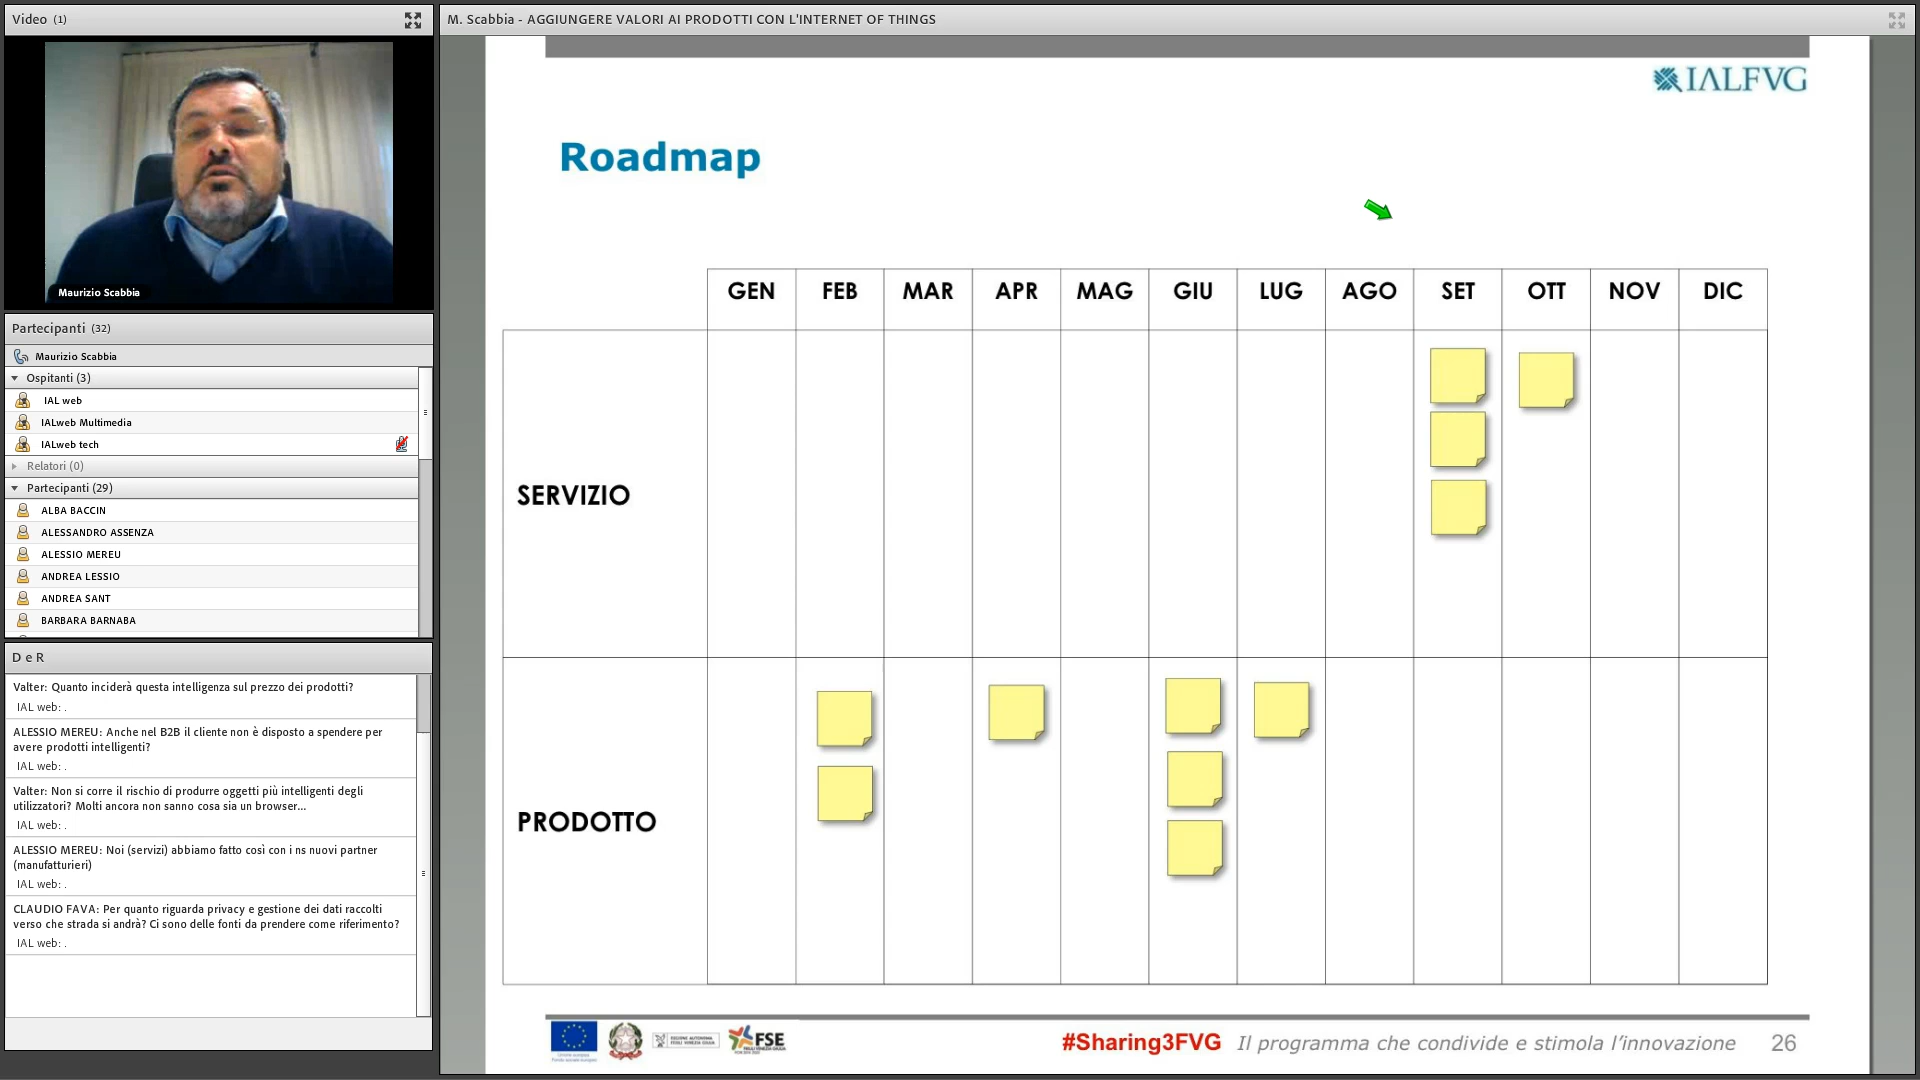 Video (1)
Maurizio Scabbia
Partecipanti (32)
Maurizio Scabbia
Ospitanti (3)
IAL web
IALweb Multimedia
IALweb tech
Relatori (0)
Partecipanti (29)
ALBA BACCIN
ALESSANDRO ASSENZA
ALESSIO MEREU
ANDREA LESSIO
ANDREA SANT
BARBARA BARNABA
D e R
Valter: Quanto inciderà questa intelligenza sul prezzo dei prodotti?
IAL web: .
ALESSIO MEREU: Anche nel B2B il cliente non è disposto a spendere per
avere prodotti intelligenti?
IAL web: .
Valter: Non si corre il rischio di produrre oggetti più intelligenti degli
utilizzatori? Molti ancora non sanno cosa sia un browser...
IAL web: .
ALESSIO MEREU: Noi (servizi) abbiamo fatto così con i ns nuovi partner
(manufatturieri)
IAL web: .
CLAUDIO FAVA: Per quanto riguarda privacy e gestione dei dati raccolti
verso che strada si andrà? Ci sono delle fonti da prendere come riferimento?
IAL web: .
M. Scabbia - AGGIUNGERE VALORI AI PRODOTTI CON L'INTERNET OF THINGS
IALFVG
Roadmap
GEN FEB MAR APR MAG GIU LUG AGO SET OTT NOV DIC
SERVIZIO
PRODOTTO
FSE
#Sharing3FVG Il programma che condivide e stimola l'innovazione 26